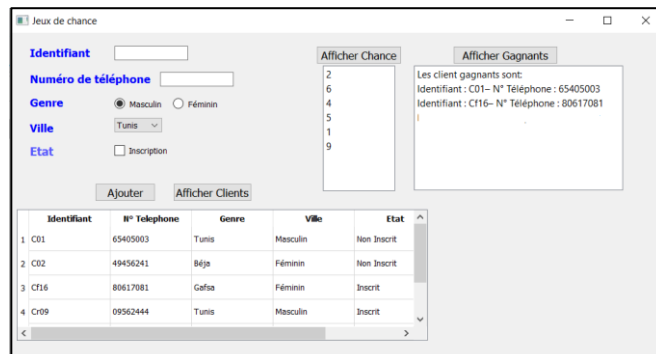 Jeux de chance
Identifiant
Numéro de téléphone
Genre
Masculin
Féminin
Ville
Tunis
Etat
Inscription
Ajouter
Afficher Clients
Afficher Chance
2
6
4
5
1
9
Afficher Gagnants
Les client gagnants sont:
Identifiant : C01– N° Téléphone : 65405003
Identifiant : Cf16– N° Téléphone : 80617081
Identifiant N° Telephone Genre Ville Etat
1 C01 65405003 Tunis Masculin Non Inscrit
2 C02 49456241 Béja Féminin Non Inscrit
3 Cf16 80617081 Gafsa Féminin Inscrit
4 Cr09 09562444 Tunis Masculin Inscrit